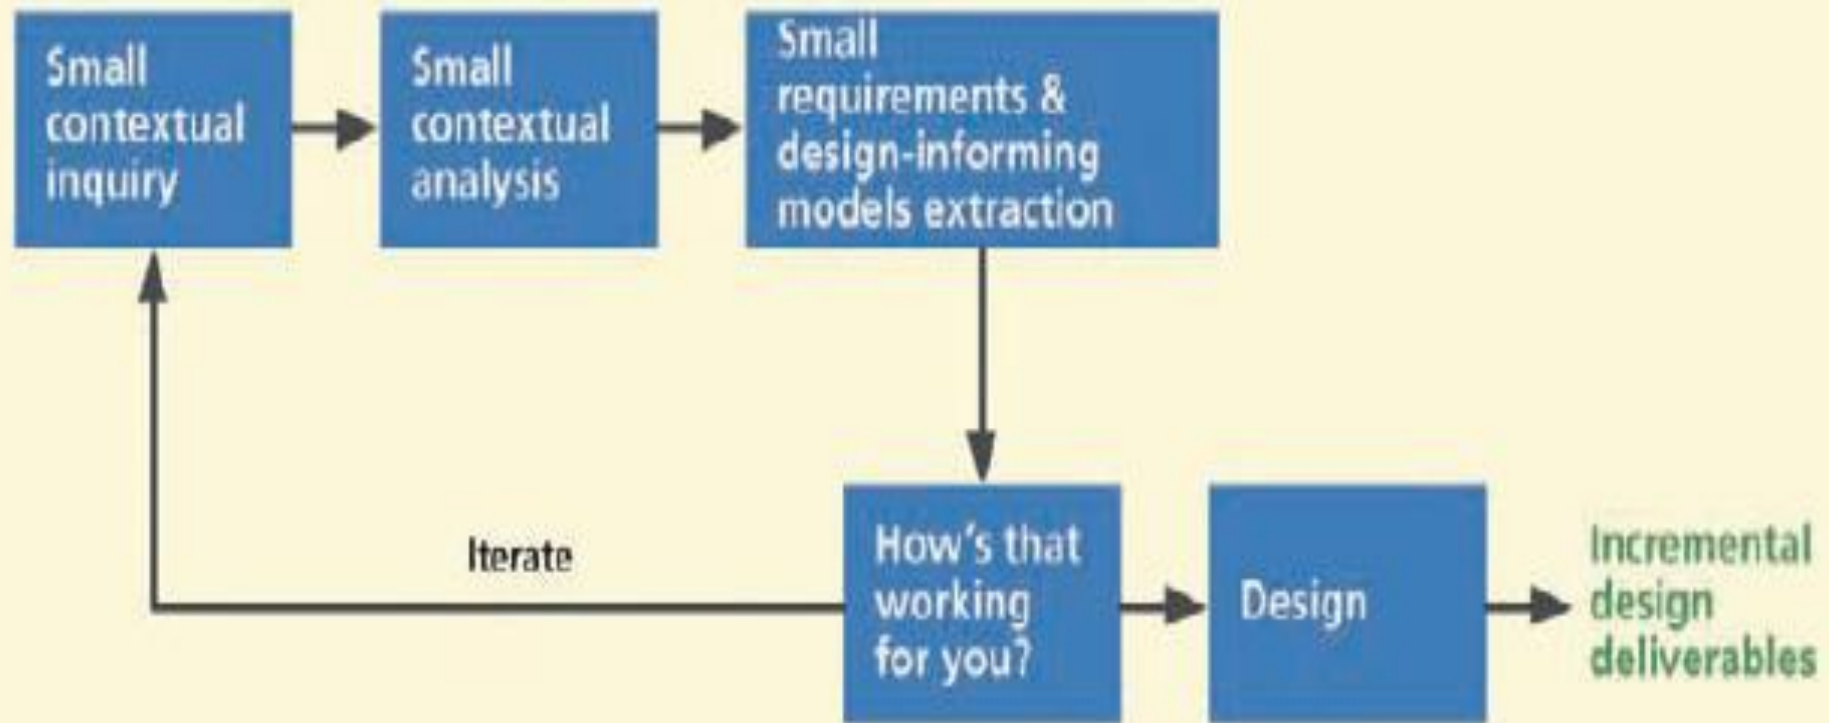 Small
contextual
inquiry
Small
contextual
analysis
Small
requirements &
design-informing
models extraction
Iterate
How's that
working
for you?
Design
Incremental
design
deliverables